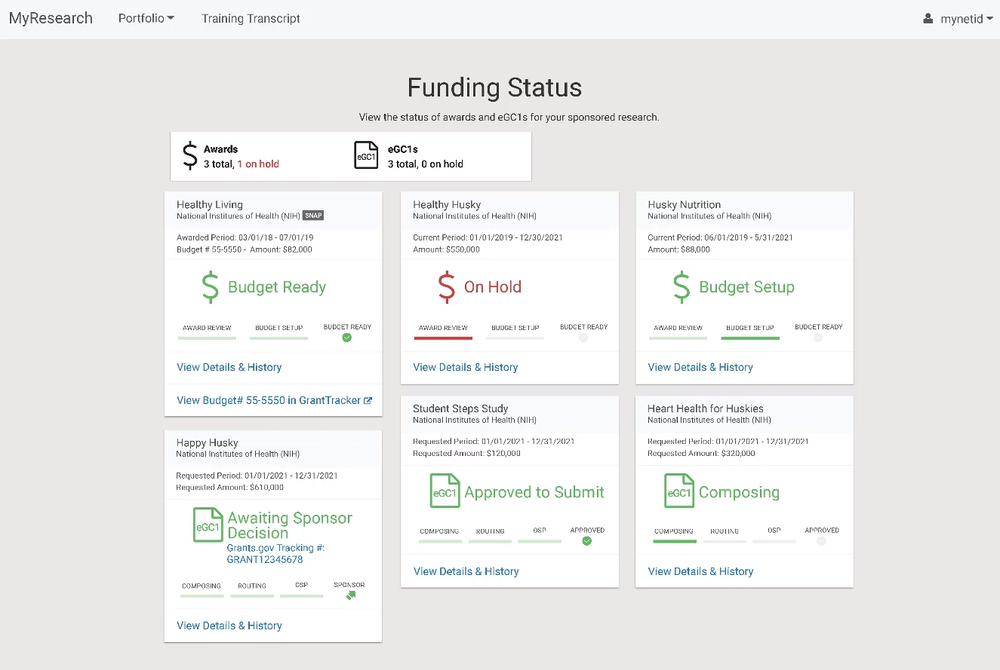 MyResearch Portfolio Training Transcript mynetid
Funding Status
View the status of awards and eGC1s for your sponsored research.
Awards
3 total, 1 on hold
eGC1
eGC1s
3 total, 0 on hold
Healthy Living
National Institures of Health (NIH) SNAP
Awarded Period: 03/01/18 - 07/01/19
Budget # 55-5550 - Amount: $82,000
$ Budget Ready
AWARD REVIEW BUDGET SETUP BUDGET READY
View Details & History
View Budget# 55-5550 in GrantTracker
Healthy Husky
National Institutes of Health (NIH)
Current Period: 01/01/2019 - 12/30/2021
Amount: $550,000
$ On Hold
AWARD REVIEW BUDGET SETUP BUDGET READY
View Details & History
Husky Nutrition
National Institutes of Health (NIH)
Current Period: 06/01/2019 - 5/31/2021
Amount: $88,000
$ Budget Setup
AWARD REVIEW BUDGET SETUP BUDGET READY
View Details & History
Happy Husky
National Institutes of Health (NIH)
Requested Period: 01/01/2021 - 12/31/2021
Requested Amount: $610,000
eGC1 Awaiting Sponsor
Decision
Grants.gov Tracking #:
GRANT12345678
COMPOSING ROUTING OSP SPONSOR
View Details & History
Student Steps Study
National Institutes of Health (NIH)
Requested Period: 01/01/2021 - 12/31/2021
Requested Amount: $120,000
eGC1 Approved to Submit
COMPOSING ROUTING OSP APPROVED
View Details & History
Heart Health for Huskies
National Institutes of Health (NIH)
Requested Period: 01/01/2021 - 12/31/2021
Requested Amount: $320,000
eGC1 Composing
COMPOSING ROUTING OSP APPROVED
View Details & History